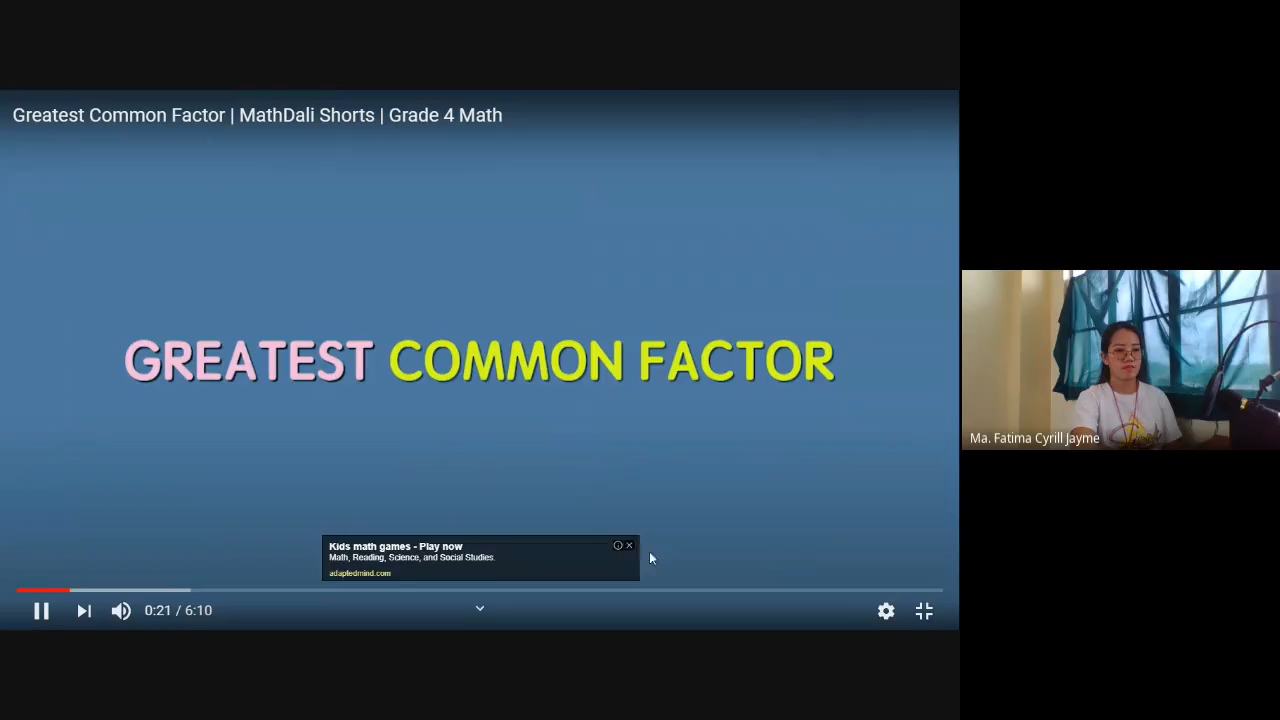 Greatest Common Factor | MathDali Shorts | Grade 4 Math
GREATEST COMMON FACTOR
Kids math games - Play now
Math, Reading, Science, and Social Studies.
adaptedmind.com
0:21 / 6:10
Ma. Fatima Cyrill Jayme